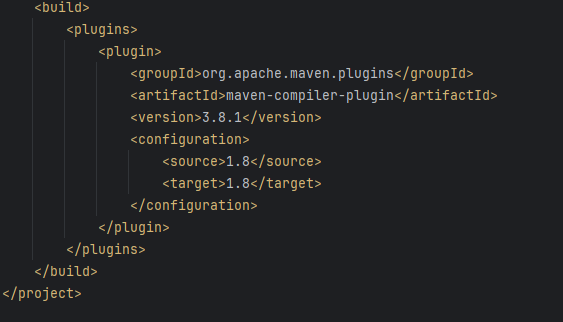 <build>
<plugins>
<plugin>
<groupId>org.apache.maven.plugins</groupId>
<artifactId>maven-compiler-plugin</artifactId>
<version>3.8.1</version>
<configuration>
<source>1.8</source>
<target>1.8</target>
</configuration>
</plugin>
</plugins>
</build>
</project>